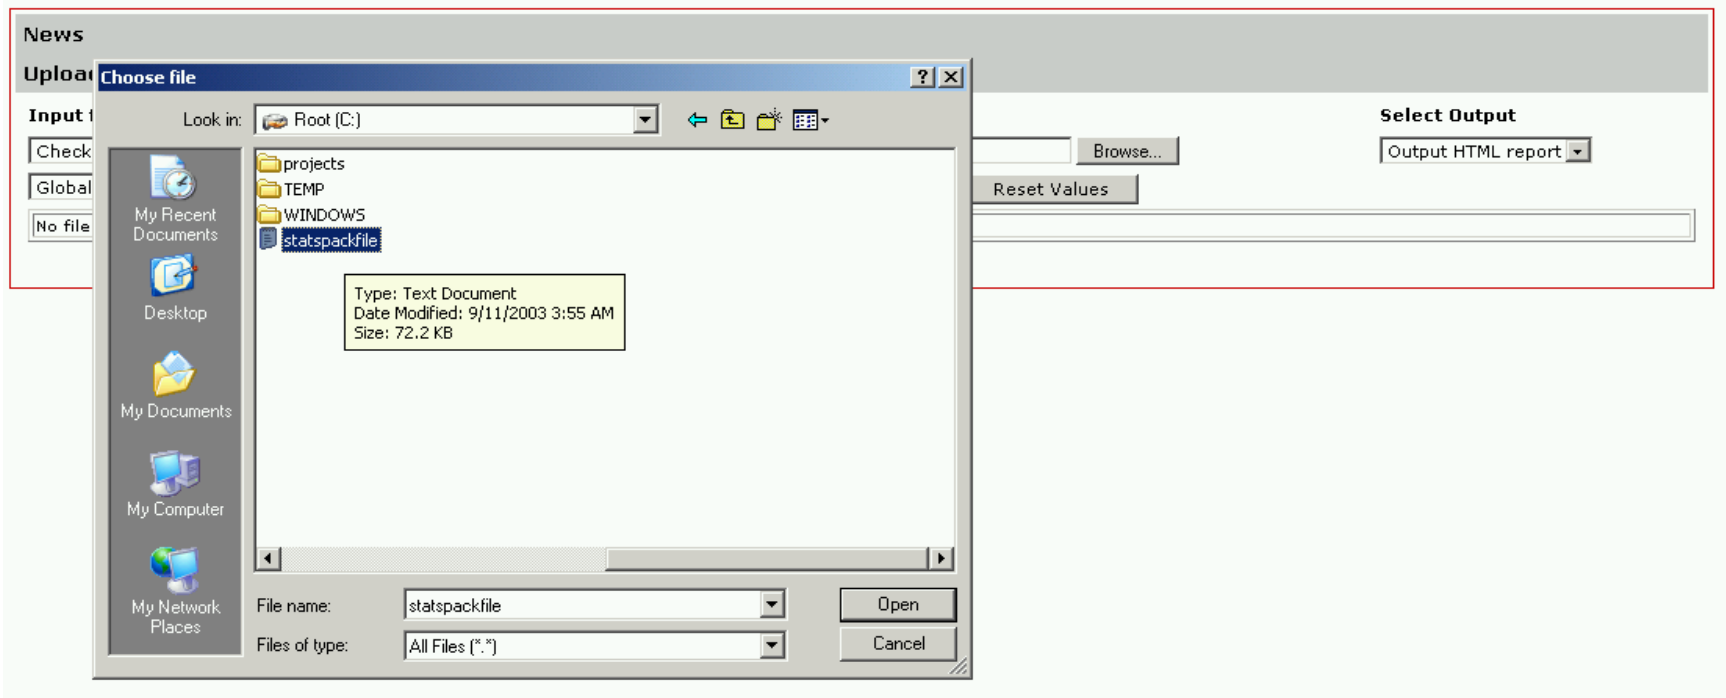 News
Uploa
Choose file
Input
Look in:
Root (C:)
Select Output
Check
Browse...
Output HTML report
Global
Reset Values
No file
My Recent
Documents
Desktop
My Documents
My Computer
My Network
Places
projects
TEMP
WINDOWS
statspackfile
Type: Text Document
Date Modified: 9/11/2003 3:55 AM
Size: 72.2 KB
File name:
statspackfile
Open
Files of type:
All Files (*.*)
Cancel